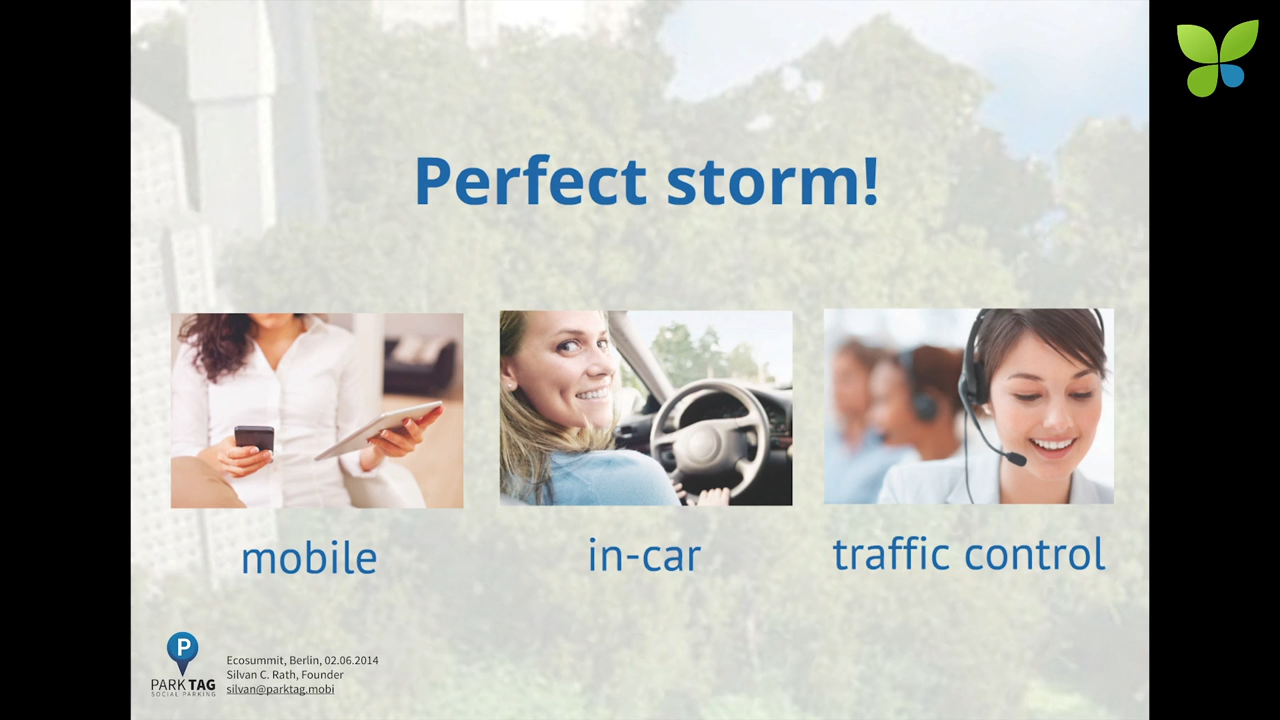 Perfect storm!
mobile
in-car
traffic control
P
PARK TAG
SOCIAL PARKING
Ecosummit, Berlin, 02.06.2014
Silvan C. Rath, Founder
silvan@parktag.mobi